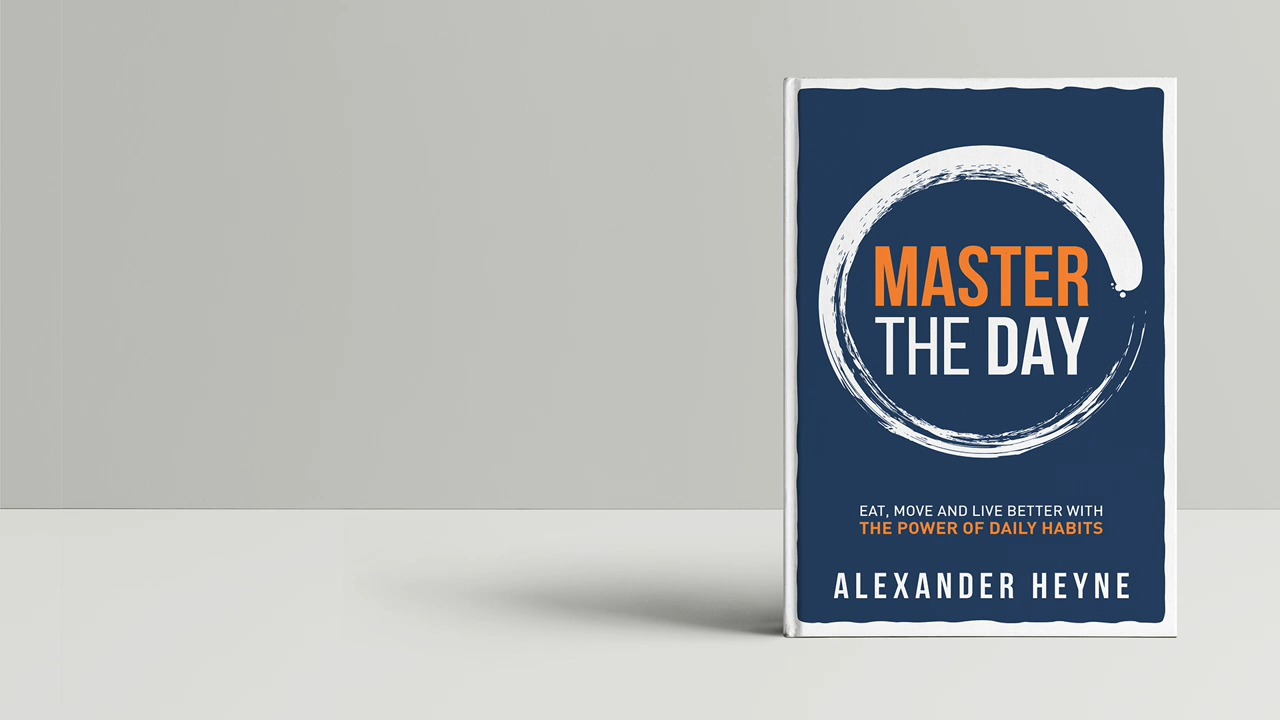 MASTER
THE DAY
EAT, MOVE AND LIVE BETTER WITH
THE POWER OF DAILY HABITS
ALEXANDER HEYNE